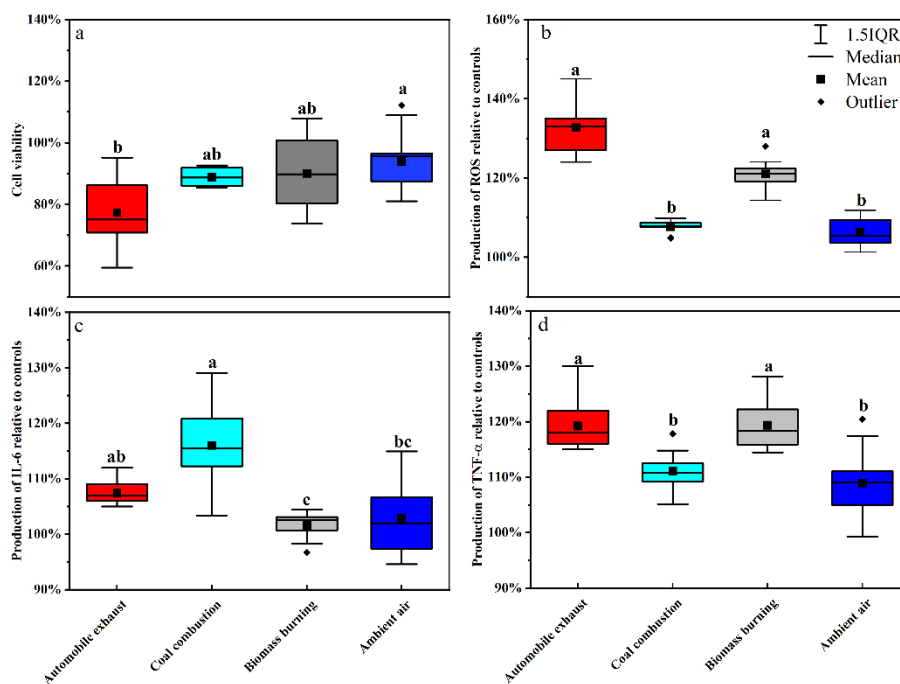 a
Cell viability
140%
120%
100%
80%
60%
b
ab
ab
a
b
Production of ROS relative to controls
160%
140%
120%
100%
a
b
a
b
1.5IQR
Median
Mean
Outlier
c
Production of IL-6 relative to controls
140%
130%
120%
110%
100%
90%
ab
a
c
bc
Automobile exhaust
Coal combustion
Biomass burning
Ambient air
d
Production of TNF-α relative to controls
140%
130%
120%
110%
100%
90%
a
b
a
b
Automobile exhaust
Coal combustion
Biomass burning
Ambient air